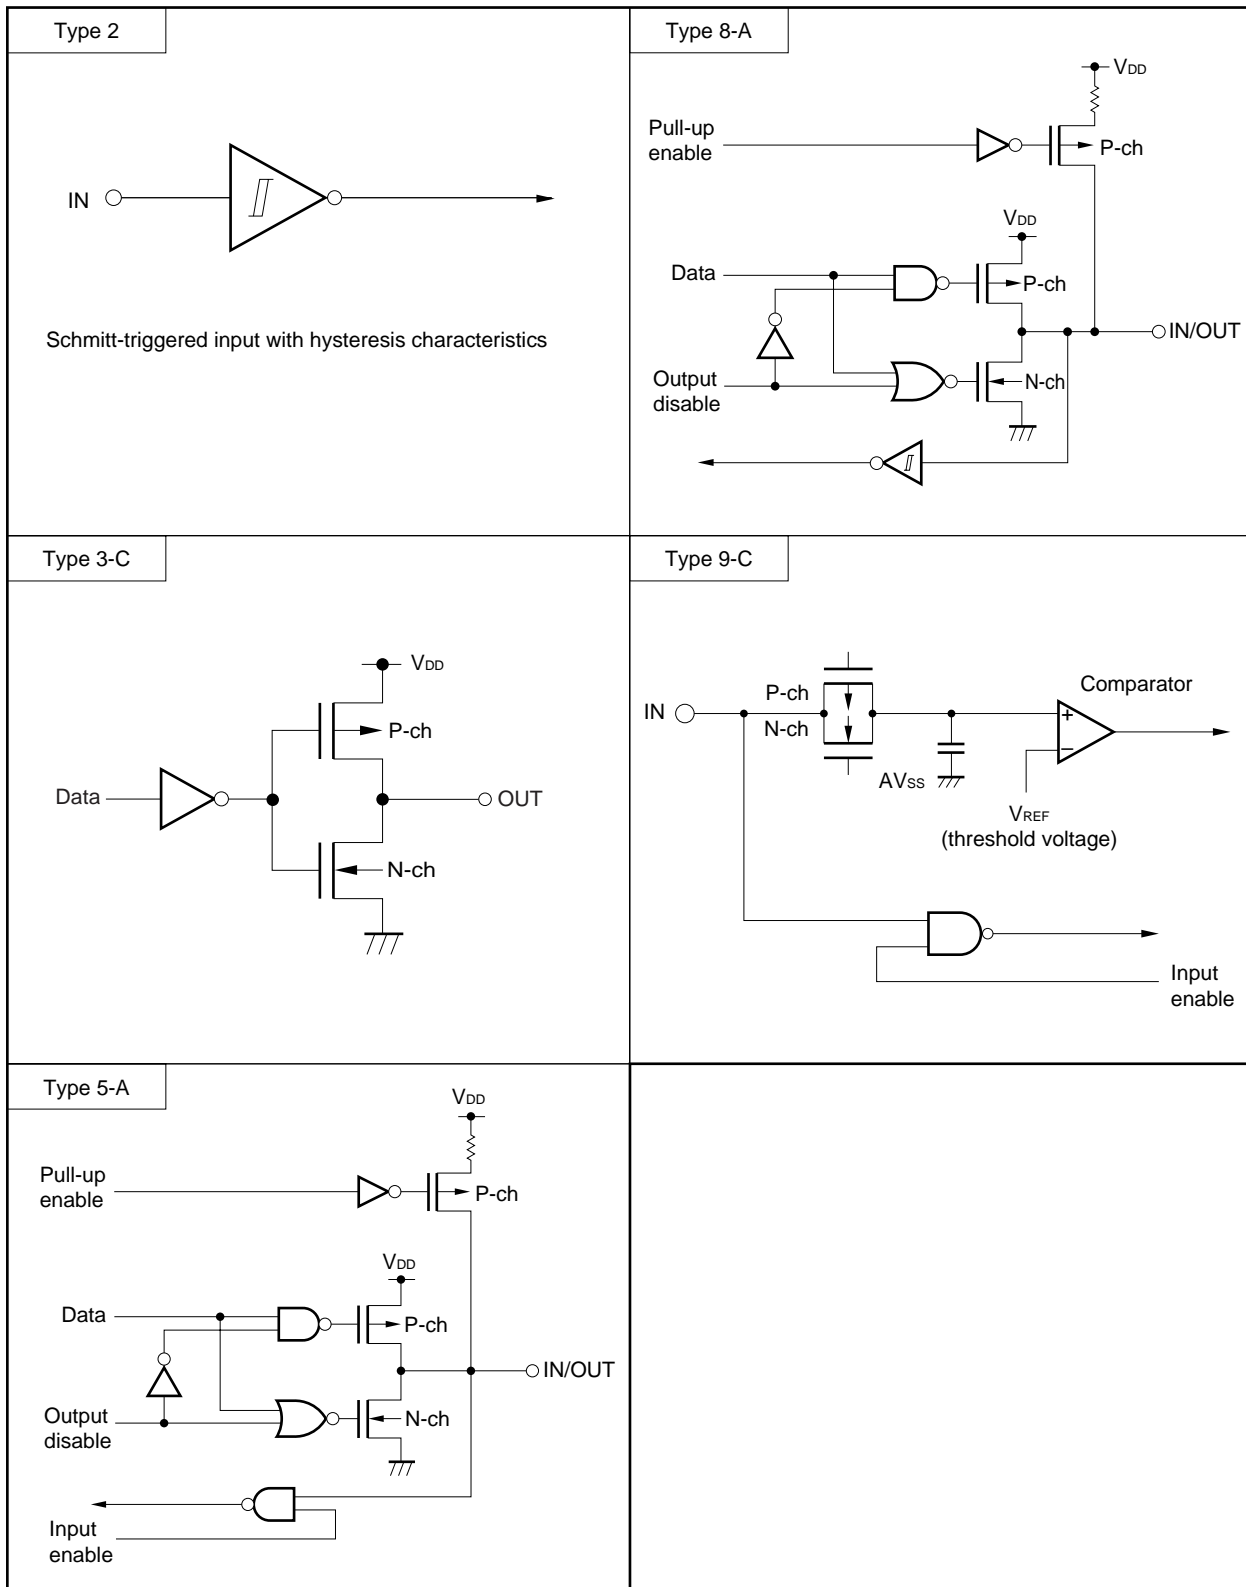 Type 2
IN
Schmitt-triggered input with hysteresis characteristics
Type 8-A
VDD
Pull-up
enable
P-ch
VDD
Data
P-ch
IN/OUT
Output
disable
N-ch
Type 3-C
VDD
P-ch
Data
OUT
N-ch
Type 9-C
Comparator
P-ch
IN
N-ch
+
−
AVSS
VREF
(threshold voltage)
Input
enable
Type 5-A
VDD
Pull-up
enable
P-ch
VDD
Data
P-ch
IN/OUT
Output
disable
N-ch
Input
enable